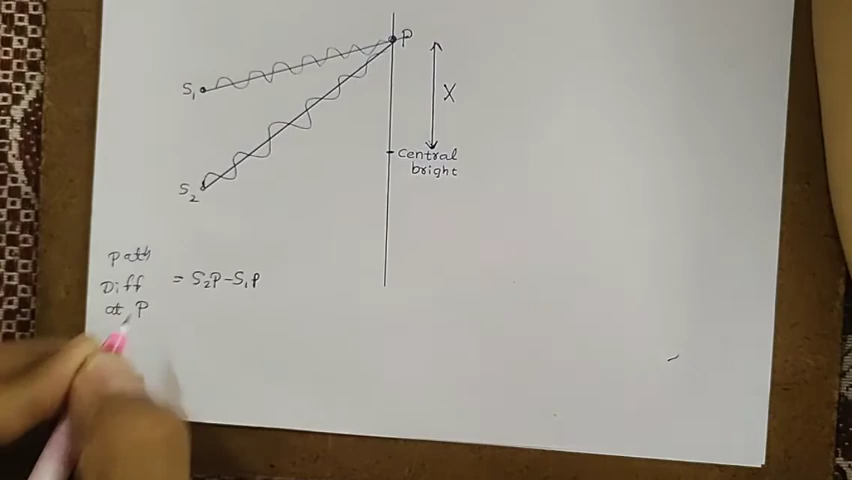 P
S₁
X
Central
bright
S₂
Path
Diff = S₂P-S₁P
at P